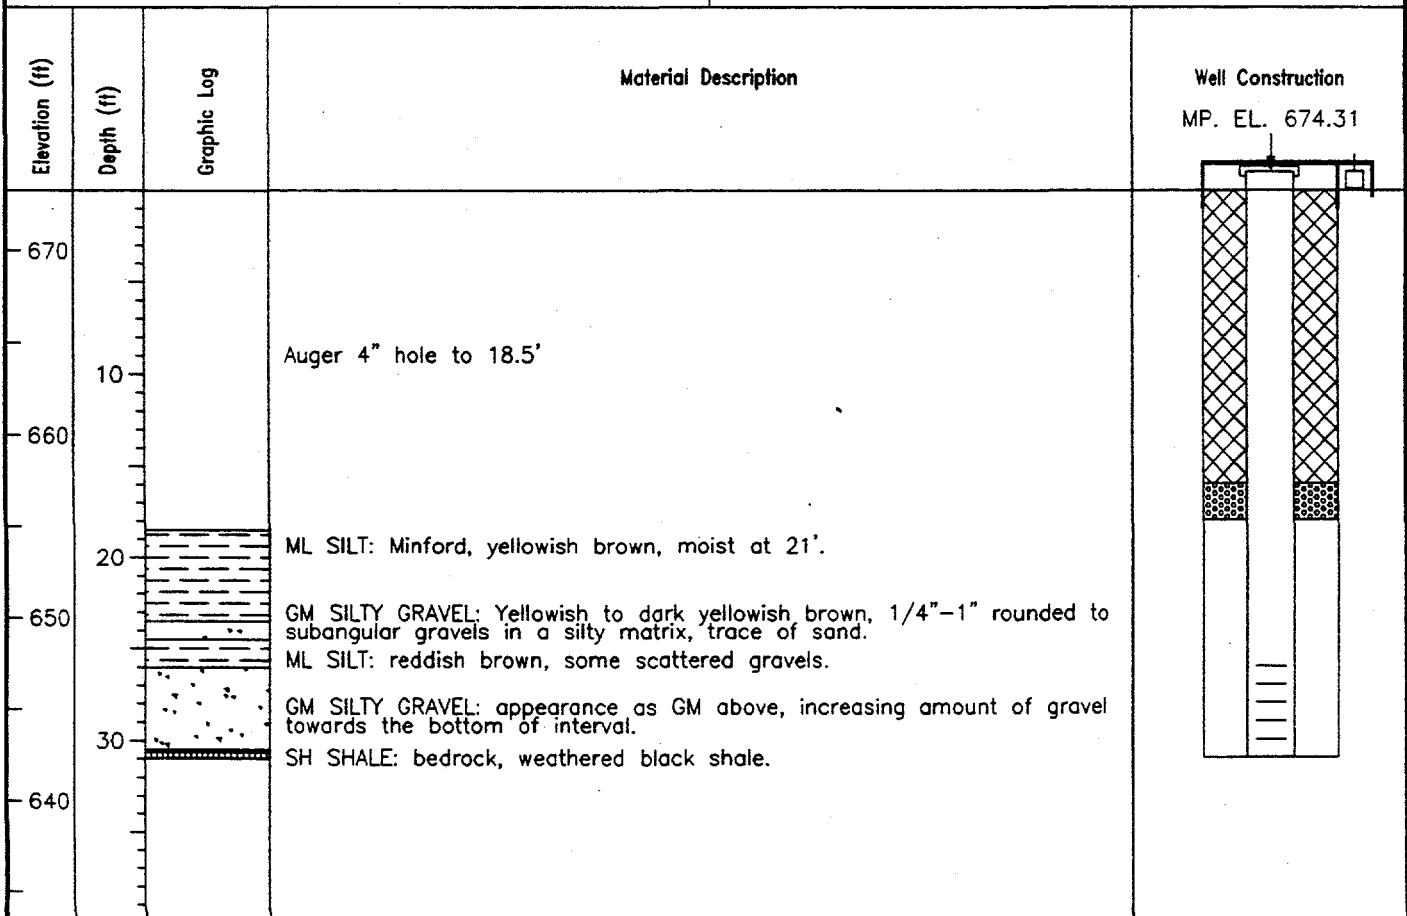 Elevation (ft)
Depth (ft)
Graphic Log
Material Description
Well Construction
MP. EL. 674.31
670
Auger 4" hole to 18.5'
10
660
ML SILT: Minford, yellowish brown, moist at 21'.
20
GM SILTY GRAVEL: Yellowish to dark yellowish brown, 1/4"-1" rounded to
subangular gravels in a silty matrix, trace of sand.
650
ML SILT: reddish brown, some scattered gravels.
GM SILTY GRAVEL: appearance as GM above, increasing amount of gravel
towards the bottom of interval.
30
SH SHALE: bedrock, weathered black shale.
640